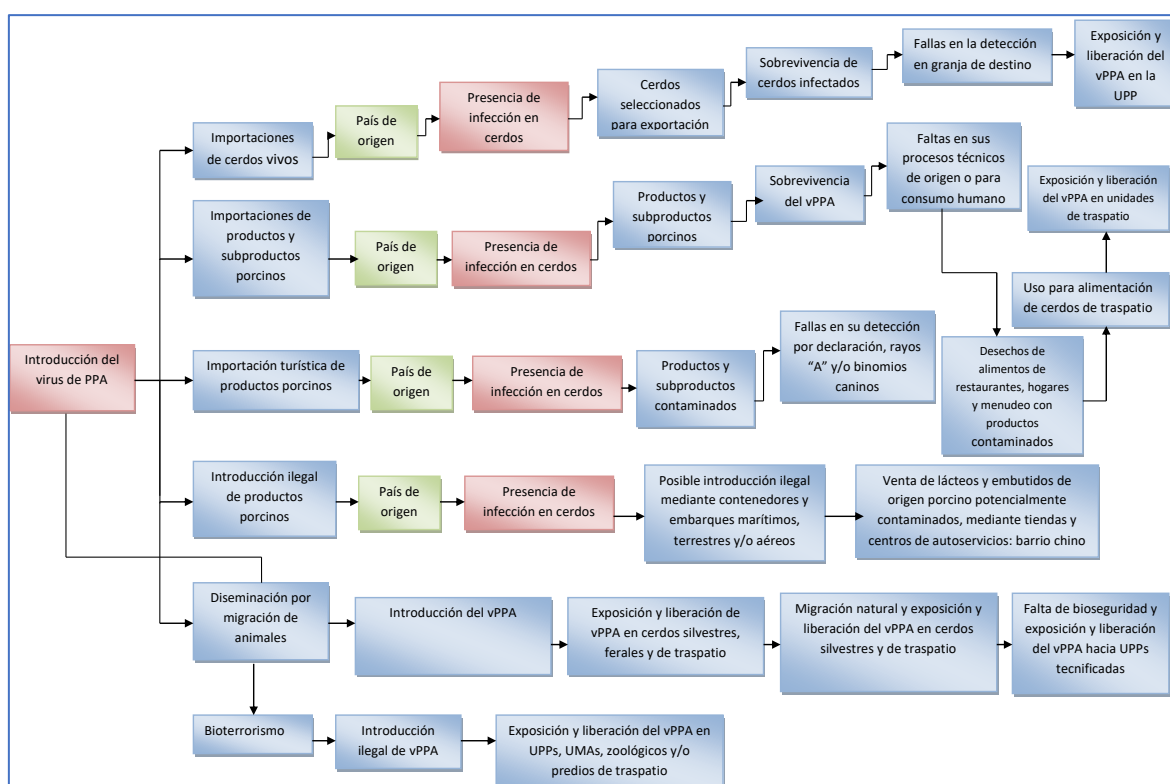 Introducción del
virus de PPA
Importaciones
de cerdos vivos
País de
origen
Presencia de
infección en
cerdos
Cerdos
seleccionados
para exportación
Sobrevivencia de
cerdos infectados
Fallas en la detección
en granja de destino
Exposición y
liberación del
vPPA en la
UPP
Importaciones de
productos y
subproductos
porcinos
País de
origen
Presencia de
infección en cerdos
Productos y
subproductos
porcinos
Sobrevivencia
del vPPA
Faltas en sus
procesos técnicos
de origen o para
consumo humano
Desechos de
alimentos de
restaurantes, hogares
y menudeo con
productos
contaminados
Uso para alimentación
de cerdos de traspatio
Exposición y liberación
del vPPA en unidades
de traspatio
Importación turística de
productos porcinos
País de
origen
Presencia de
infección en cerdos
Productos y
subproductos
contaminados
Fallas en su detección
por declaración, rayos
“A” y/o binomios
caninos
Introducción ilegal
de productos
porcinos
País de
origen
Presencia de
infección en cerdos
Posible introducción ilegal
mediante contenedores y
embarques marítimos,
terrestres y/o aéreos
Venta de lácteos y embutidos de
origen porcino potencialmente
contaminados, mediante tiendas y
centros de autoservicios: barrio chino
Diseminación por
migración de
animales
Introducción del vPPA
Exposición y liberación de
vPPA en cerdos silvestres,
ferales y de traspatio
Migración natural y exposición y
liberación del vPPA en cerdos
silvestres y de traspatio
Falta de bioseguridad y
exposición y liberación
del vPPA hacia UPPs
tecnificadas
Bioterrorismo
Introducción
ilegal de vPPA
Exposición y liberación del vPPA en
UPPs, UMAs, zoológicos y/o
predios de traspatio